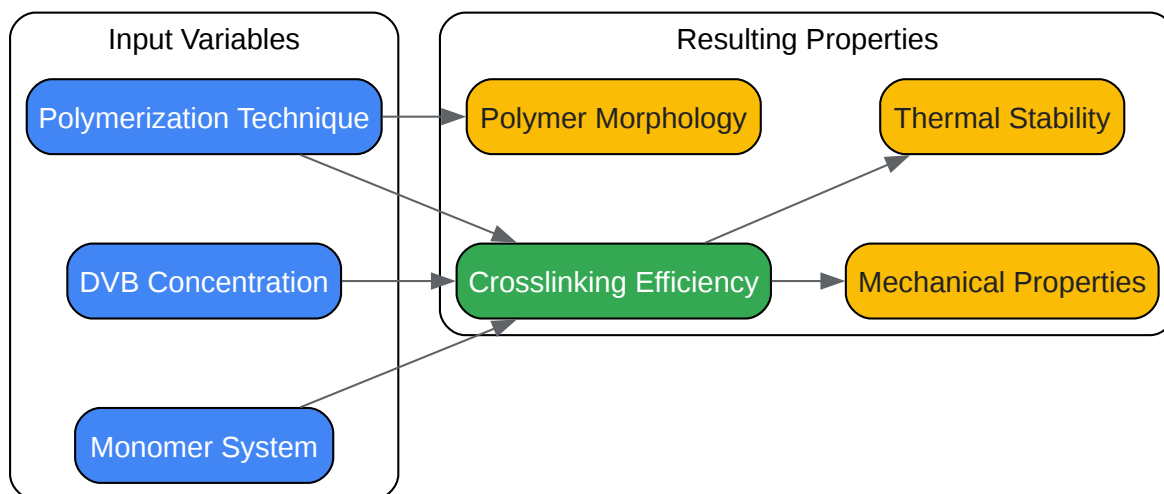 Input Variables
Resulting Properties
Polymerization Technique
Polymer Morphology
Thermal Stability
DVB Concentration
Crosslinking Efficiency
Mechanical Properties
Monomer System